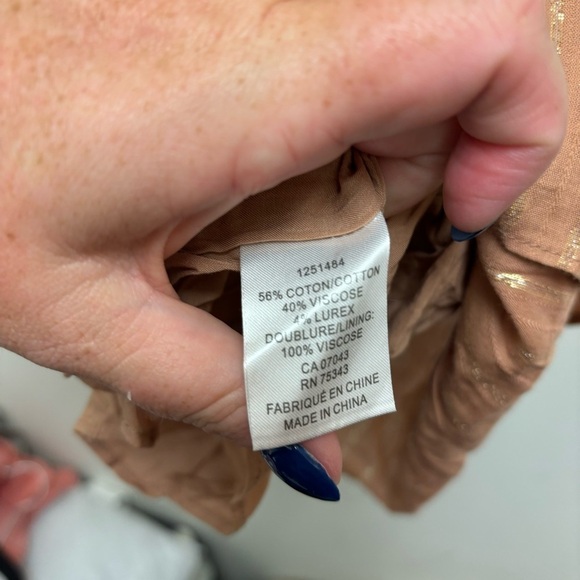 1251464
56% COTON/COTTON
40% VISCOSE
4% LUREX
DOUBLURE/LINING:
100% VISCOSE
CA 07043
RN 75343
FABRIQUÉ EN CHINE
MADE IN CHINA